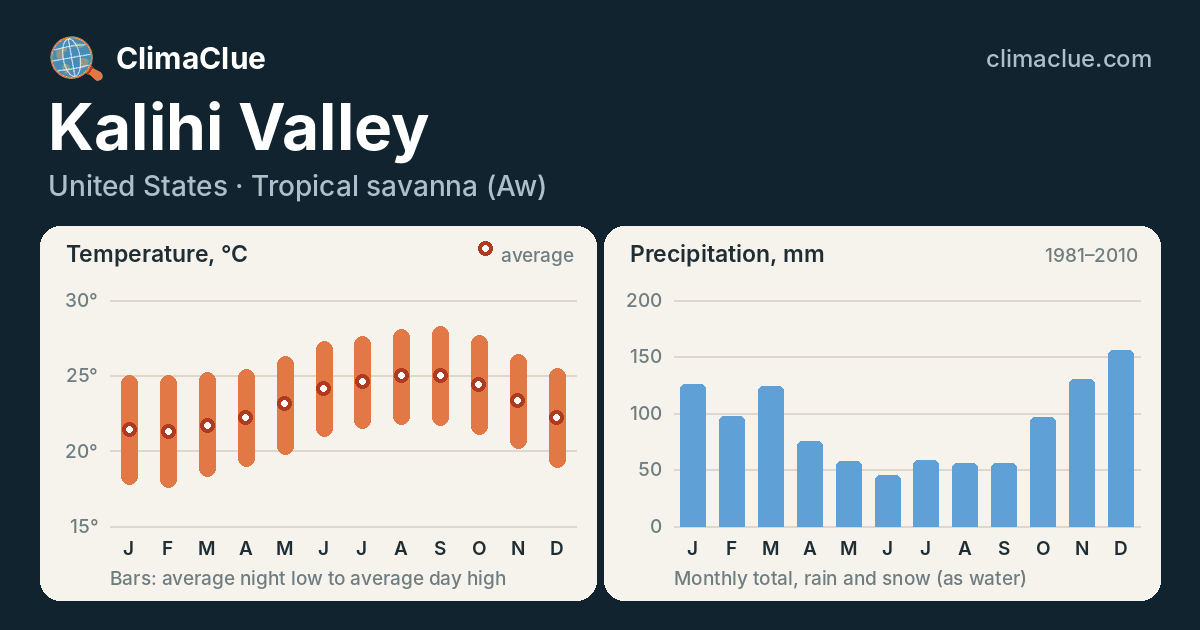 ClimaClue
climaclue.com
Kalihi Valley
United States · Tropical savanna (Aw)
Temperature, °C
average
30°
25°
20°
15°
J F M A M J J A S O N D
Bars: average night low to average day high
Precipitation, mm
1981–2010
200
150
100
50
0
J F M A M J J A S O N D
Monthly total, rain and snow (as water)